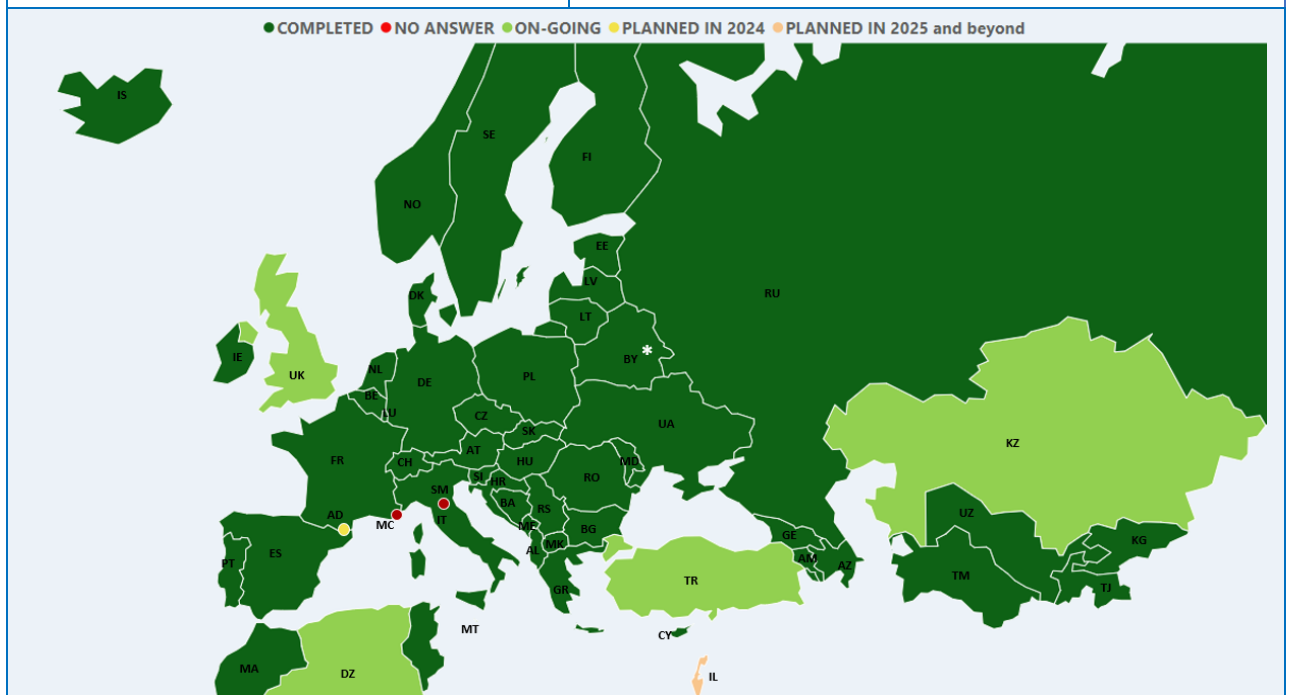 COMPLETED NO ANSWER ON-GOING PLANNED IN 2024 PLANNED IN 2025 and beyond
IS
SE
FI
NO
EE
LV
RU
DK
LT
IE
BY *
NL
UK
DE
PL
BE
LU
CZ
UA
SK
KZ
AT
FR
CH
HU
MD
SI
RO
HR
SM
BA
RS
UZ
AD
MC
IT
ME
BG
GE
KG
MK
ES
AL
AM
PT
AZ
TM
TR
TJ
GR
MT
CY
MA
DZ
IL